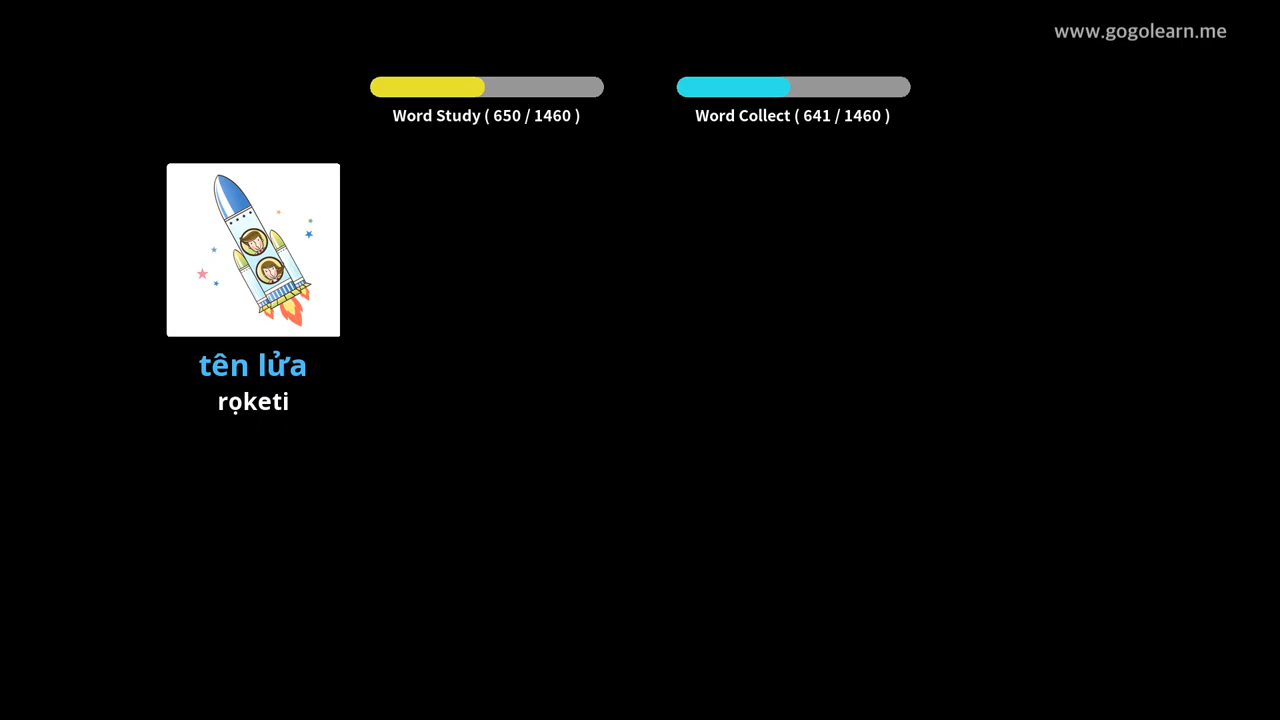 www.gogolearn.me
Word Study ( 650 / 1460 )
Word Collect ( 641 / 1460 )
tên lửa
rọketi